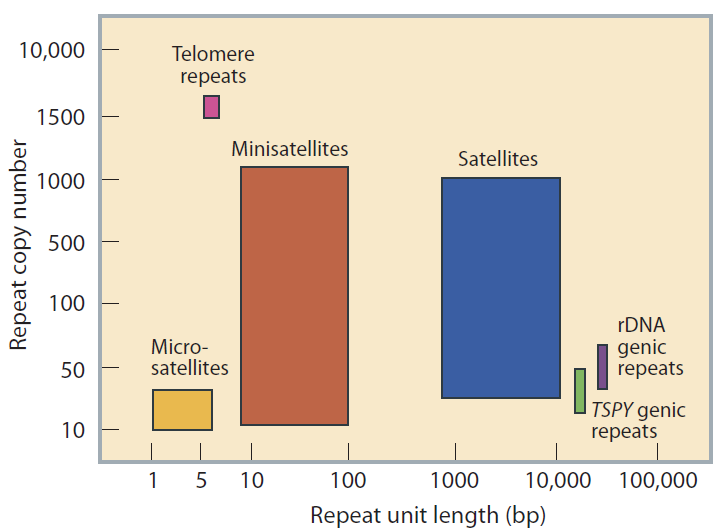 Repeat copy number
10,000
1500
1000
500
100
50
10
Telomere
repeats
Minisatellites
Satellites
Micro-
satellites
rDNA
genic
repeats
TSPY genic
repeats
1 5 10 100 1000 10,000 100,000
Repeat unit length (bp)